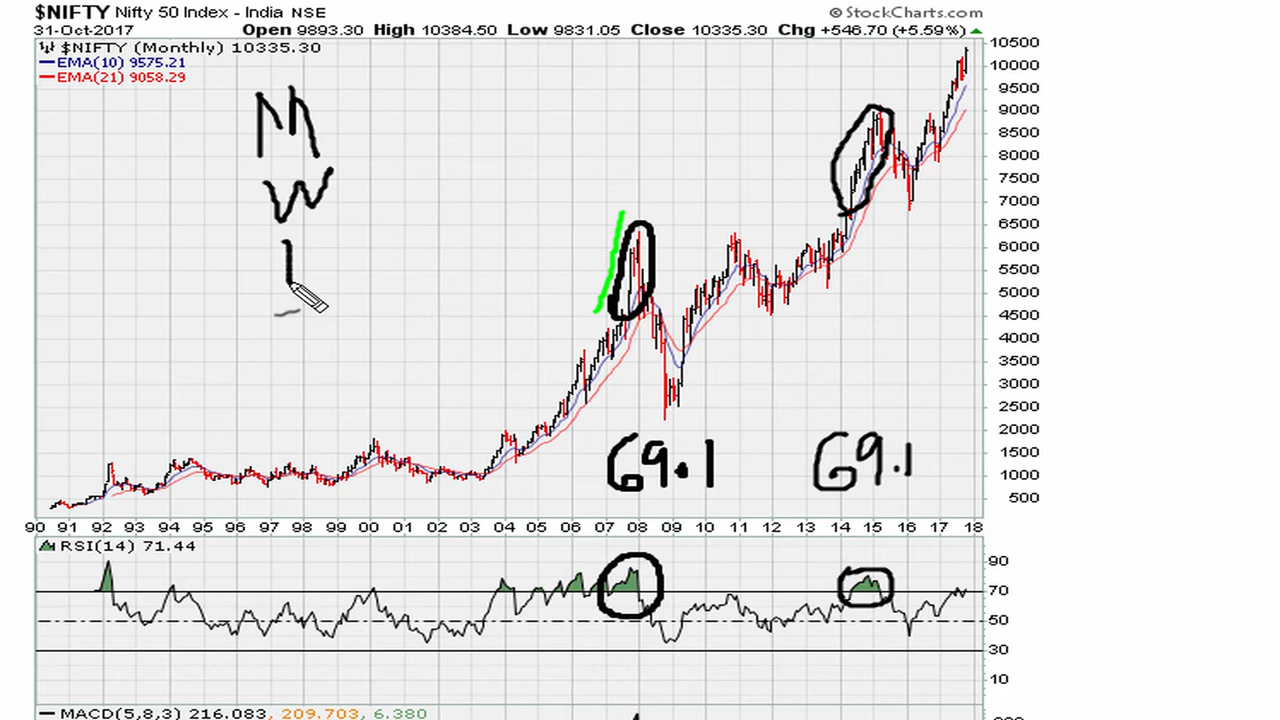 $NIFTY Nifty 50 Index - India NSE
© StockCharts.com
31-Oct-2017
Open 9893.30 High 10384.50 Low 9831.05 Close 10335.30 Chg +546.70 (+5.59%)
$NIFTY (Monthly) 10335.30
EMA(10) 9575.21
EMA(21) 9058.29
10500
10000
9500
9000
8500
8000
7500
7000
6500
6000
5500
5000
4500
4000
3500
3000
2500
2000
1500
1000
500
M
W
69.1 69.1
90 91 92 93 94 95 96 97 98 99 00 01 02 03 04 05 06 07 08 09 10 11 12 13 14 15 16 17 18
RSI(14) 71.44
90
70
50
30
10
MACD(5,8,3) 216.083, 209.703, 6.380